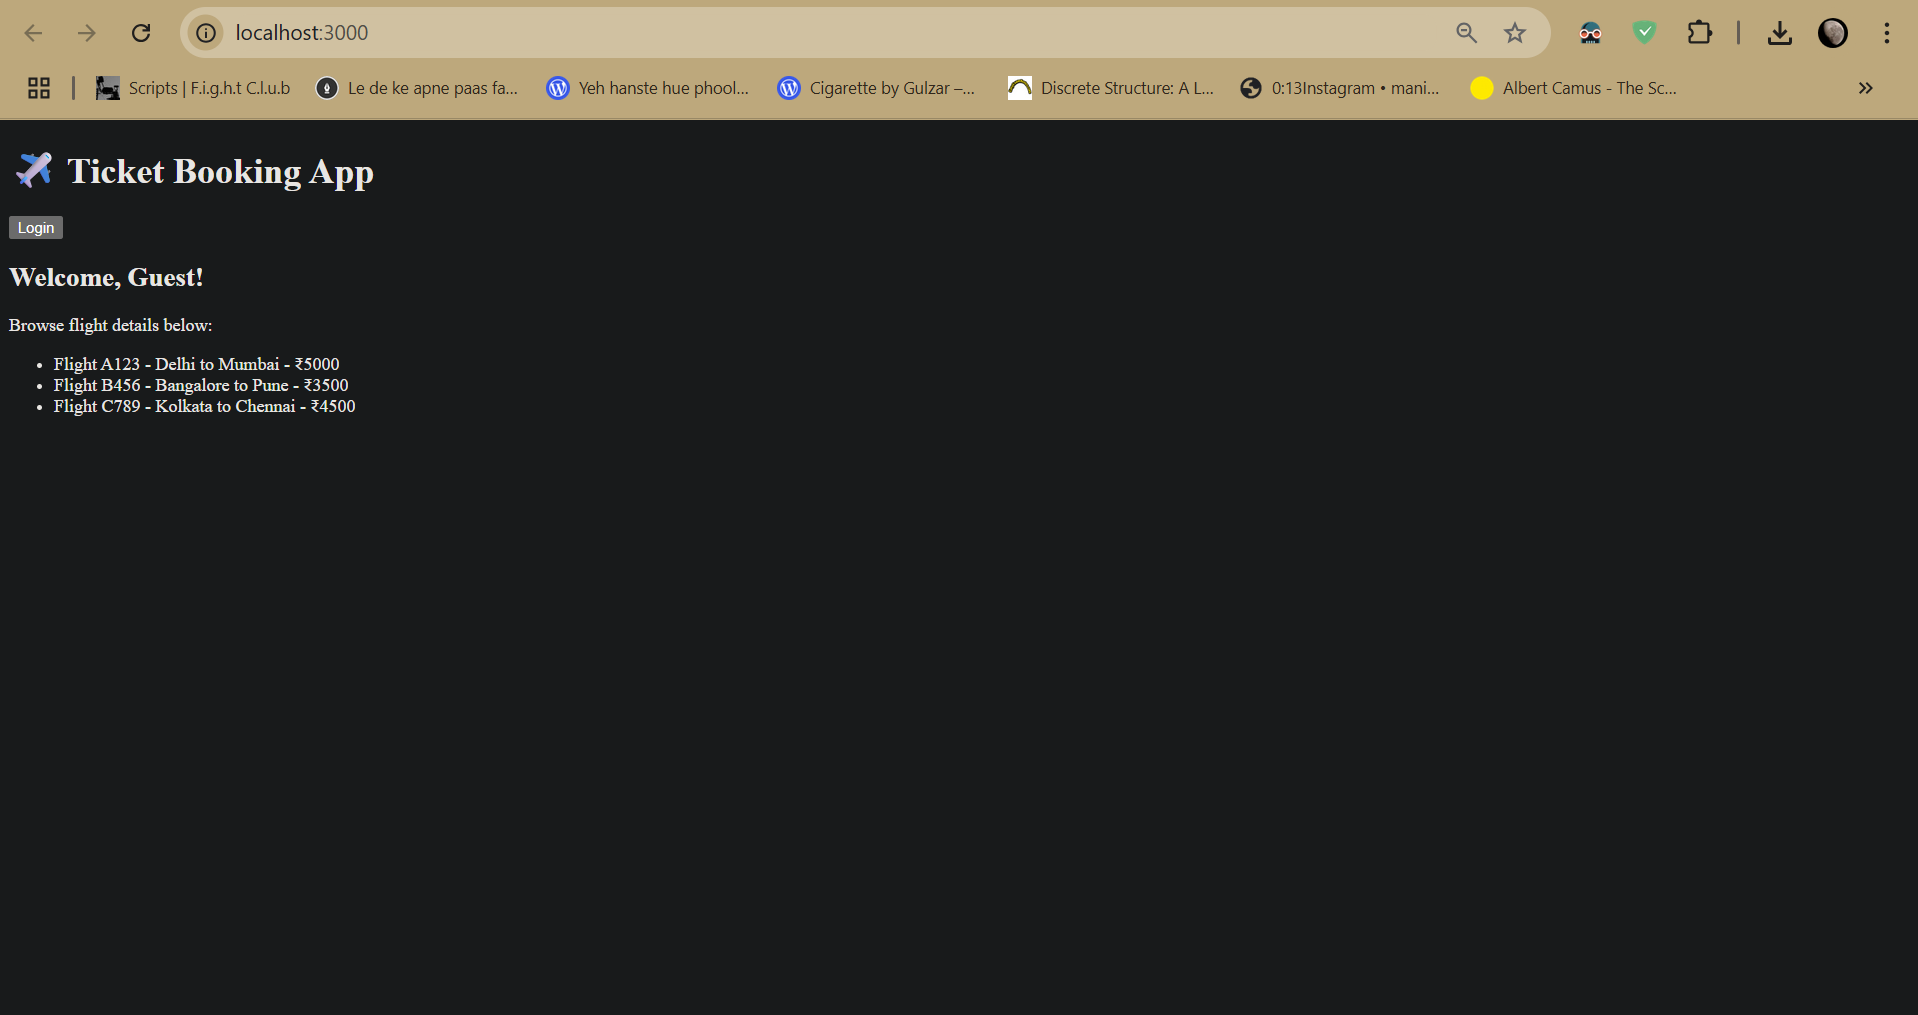 localhost:3000
Scripts | F.i.g.h.t C.l.u.b Le de ke apne paas fa... Yeh hanste hue phool... Cigarette by Gulzar –... Discrete Structure: A L... 0:13Instagram • mani... Albert Camus - The Sc...
Ticket Booking App
Login
Welcome, Guest!
Browse flight details below:
• Flight A123 - Delhi to Mumbai - ₹5000
• Flight B456 - Bangalore to Pune - ₹3500
• Flight C789 - Kolkata to Chennai - ₹4500